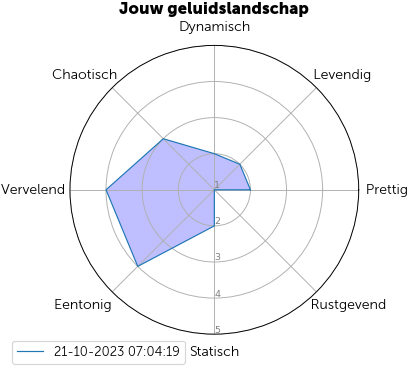 Jouw geluidslandschap
Dynamisch
Chaotisch
Levendig
Vervelend
1
Prettig
2
3
4
Eentonig
Rustgevend
5
21-10-2023 07:04:19
Statisch